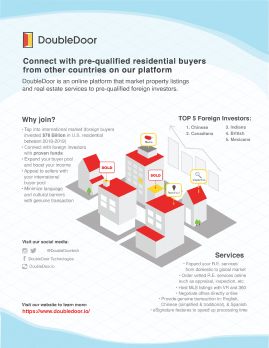 DoubleDoor
Connect with pre-qualified residential buyers
from other countries on our platform
DoubleDoor is an online platform that market property listings
and real estate services to pre-qualified foreign investors.
Why join?
• Tap into international market (foreign buyers
invested $78 Billion in U.S. residential
between 2018-2019)
• Connect with foreign investors
with proven funds
• Expand your buyer pool
and boost your income
• Appeal to sellers with
your international
buyer pool
• Minimize language
and cultural barriers
with genuine transaction
TOP 5 Foreign Investors:
1. Chinese
2. Canadians
3. Indians
4. British
5. Mexicans
SOLD
SOLD
Visit our social media:
@DoubleDoortech
DoubleDoor Technologies
DoubleDoor.io
Visit our website to learn more:
https://www.doubledoor.io/
Services
• Expand your R.E. services
from domestic to global market
• Order vetted R.E. services online
such as appraisal, inspection, etc.
• Host MLS listings with VR and 360
• Negotiate offers directly online
• Provide genuine transaction in: English,
Chinese (simplified & traditional), & Spanish
• eSignature features to speed up processing time